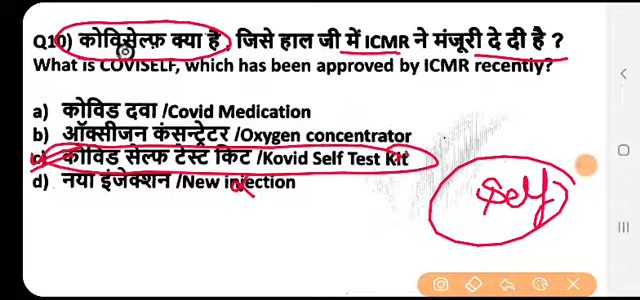 Q10) कोविसेल्फ़ क्या है , जिसे हाल जी में ICMR ने मंजूरी दे दी है ?
What is COVISELF, which has been approved by ICMR recently?
a) कोविड दवा /Covid Medication
b) ऑक्सीजन कंसन्ट्रेटर /Oxygen concentrator
c) कोविड सेल्फ टेस्ट किट /Kovid Self Test Kit
d) नया इंजेक्शन /New injection
Self